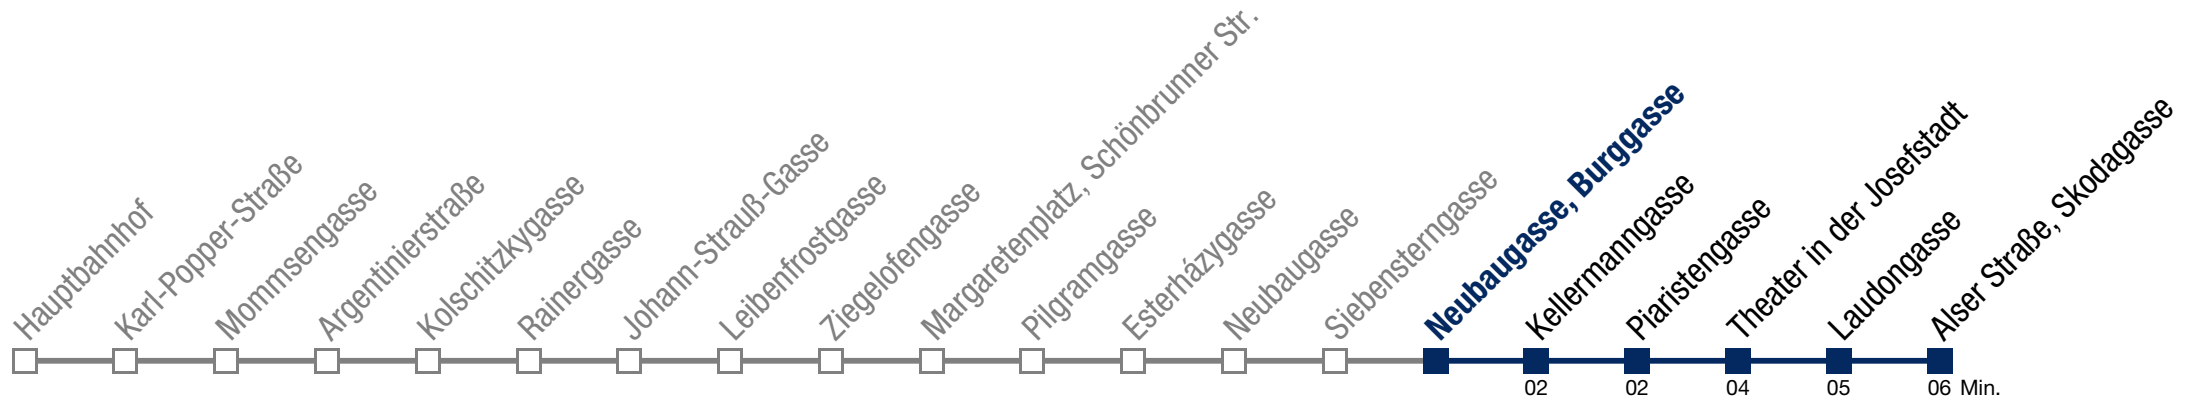 Hauptbahnhof
Karl-Popper-Straße
Mommsengasse
Argentinierstraße
Kolschitzkygasse
Rainergasse
Johann-Strauß-Gasse
Leibenfrostgasse
Ziegelofengasse
Margaretenplatz, Schönbrunner Str.
Pilgramgasse
Esterházygasse
Neubaugasse
Siebensterngasse
Neubaugasse, Burggasse
Kellermanngasse
Piaristengasse
Theater in der Josefstadt
Laudongasse
Alser Straße, Skodagasse
02 02 04 05 06 Min.